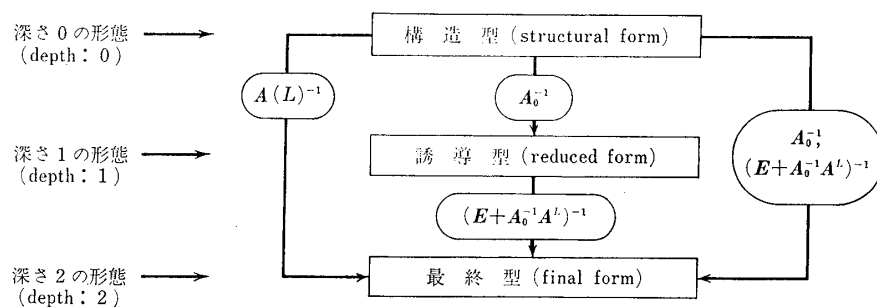 深さ0の形態
(depth: 0)
構造型(structural form)
A(L)⁻¹
A₀⁻¹
深さ1の形態
(depth: 1)
誘導型(reduced form)
A₀⁻¹;
(E+A₀⁻¹Aᴸ)⁻¹
(E+A₀⁻¹Aᴸ)⁻¹
深さ2の形態
(depth: 2)
最終型(final form)